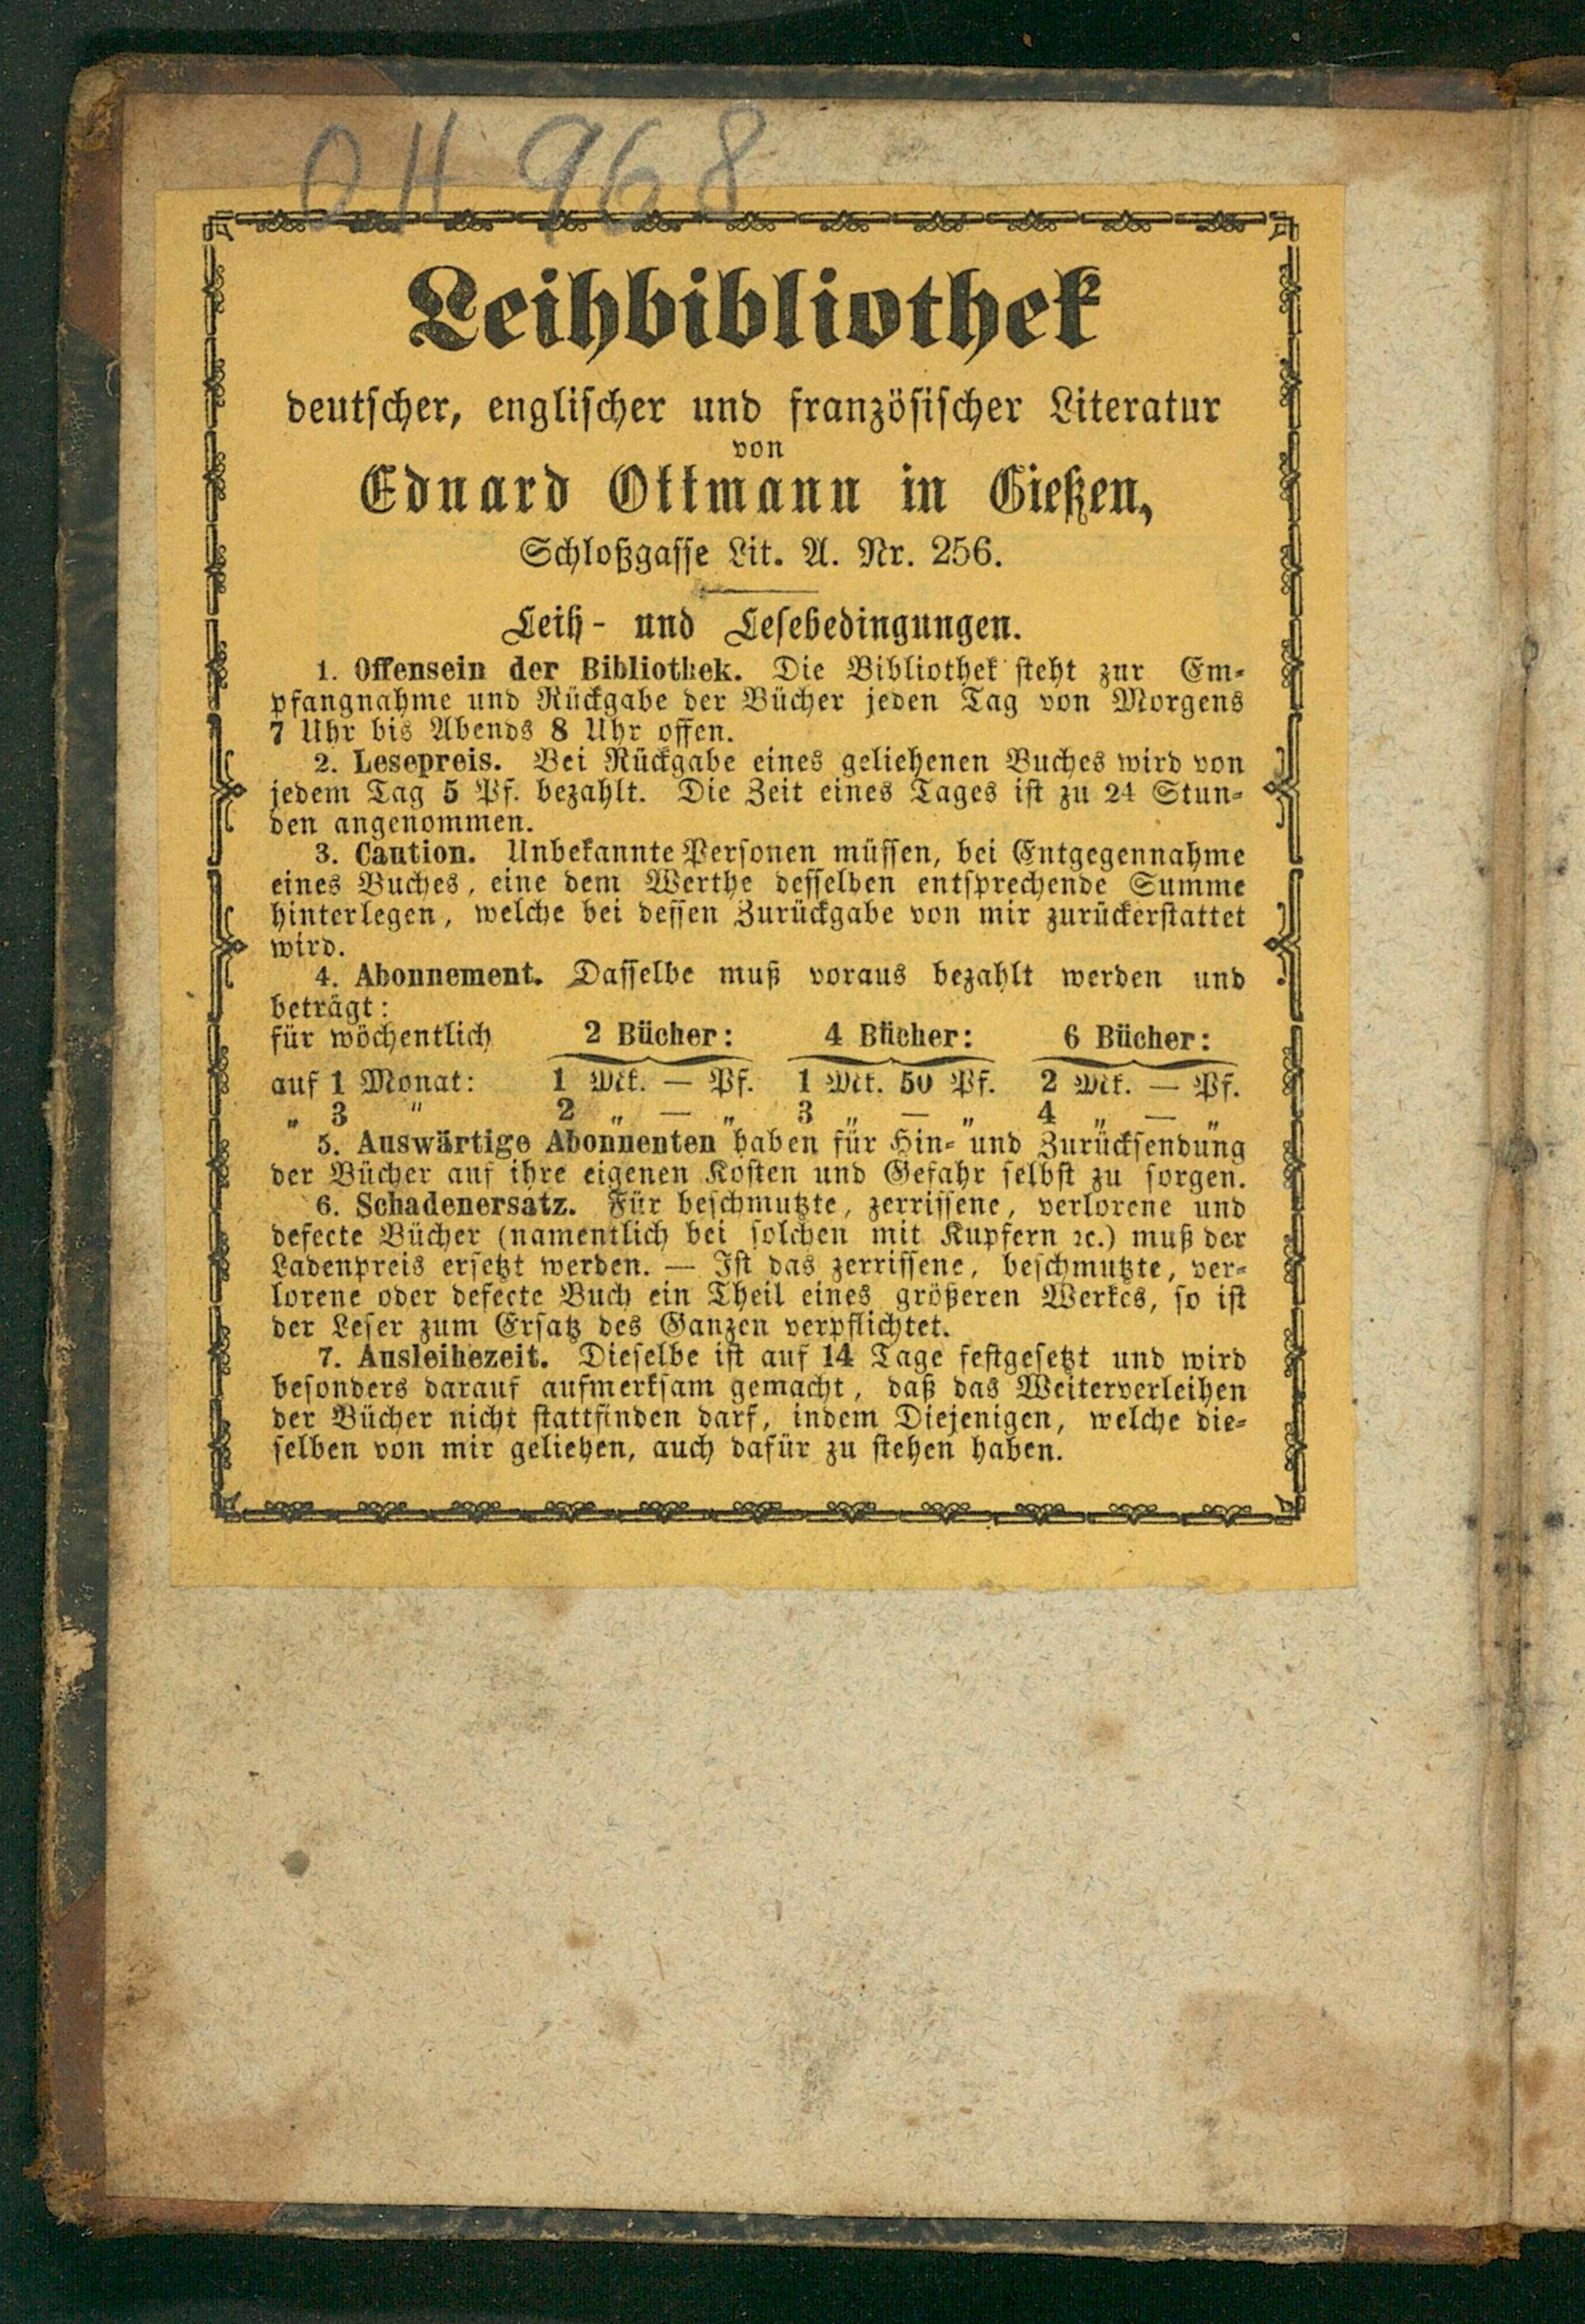 OH 968
Leihbibliothek
deutscher, englischer und französischer Literatur
von
Eduard Ottmann in Gießen,
Schloßgasse Lit. A. Nr. 256.
Leih- und Lesebedingungen.
1. Offensein der Bibliothek. Die Bibliothek steht zur Em-
pfangnahme und Rückgabe der Bücher jeden Tag von Morgens
7 Uhr bis Abends 8 Uhr offen.
2. Lesepreis. Bei Rückgabe eines geliehenen Buches wird von
jedem Tag 5 Pf. bezahlt. Die Zeit eines Tages ist zu 24 Stun-
den angenommen.
3. Caution. Unbekannte Personen müssen, bei Entgegennahme
eines Buches, eine dem Werthe desselben entsprechende Summe
hinterlegen, welche bei dessen Zurückgabe von mir zurückerstattet
wird.
4. Abonnement. Dasselbe muß voraus bezahlt werden und
beträgt:
für wöchentlich 2 Bücher: 4 Bücher: 6 Bücher:
auf 1 Monat: 1 Mk. — Pf. 1 Mk. 50 Pf. 2 Mk. — Pf.
„ 3 " 2 „ — „ 3 „ — „ 4 „ — „
5. Auswärtige Abonnenten haben für Hin- und Zurücksendung
der Bücher auf ihre eigenen Kosten und Gefahr selbst zu sorgen.
6. Schadenersatz. Für beschmutzte, zerrissene, verlorene und
defecte Bücher (namentlich bei solchen mit Kupfern ꝛc.) muß der
Ladenpreis ersetzt werden. — Ist das zerrissene, beschmutzte, ver-
lorene oder defecte Buch ein Theil eines größeren Werkes, so ist
der Leser zum Ersatz des Ganzen verpflichtet.
7. Ausleihezeit. Dieselbe ist auf 14 Tage festgesetzt und wird
besonders darauf aufmerksam gemacht, daß das Weiterverleihen
der Bücher nicht stattfinden darf, indem Diejenigen, welche die-
selben von mir geliehen, auch dafür zu stehen haben.